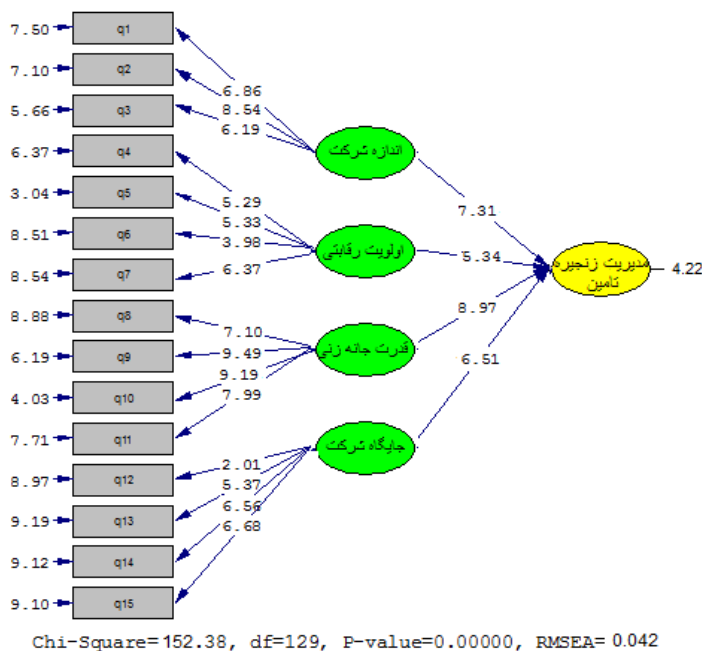 7.50 q1
7.10 q2
6.86
5.66 q3
8.54
6.19
6.37 q4
اندازه شرکت
3.04 q5
5.29
7.31
5.33
8.51 q6
3.98
اولویت رقابتی
5.34
8.54 q7
6.37
مدیریت زنجیره
تامین
4.22
8.88 q8
7.10
8.97
6.19 q9
9.49
قدرت چانه زنی
6.51
9.19
4.03 q10
7.99
7.71 q11
جایگاه شرکت
8.97 q12
2.01
5.37
9.19 q13
6.56
6.68
9.12 q14
9.10 q15
Chi-Square=152.38, df=129, P-value=0.00000, RMSEA= 0.042